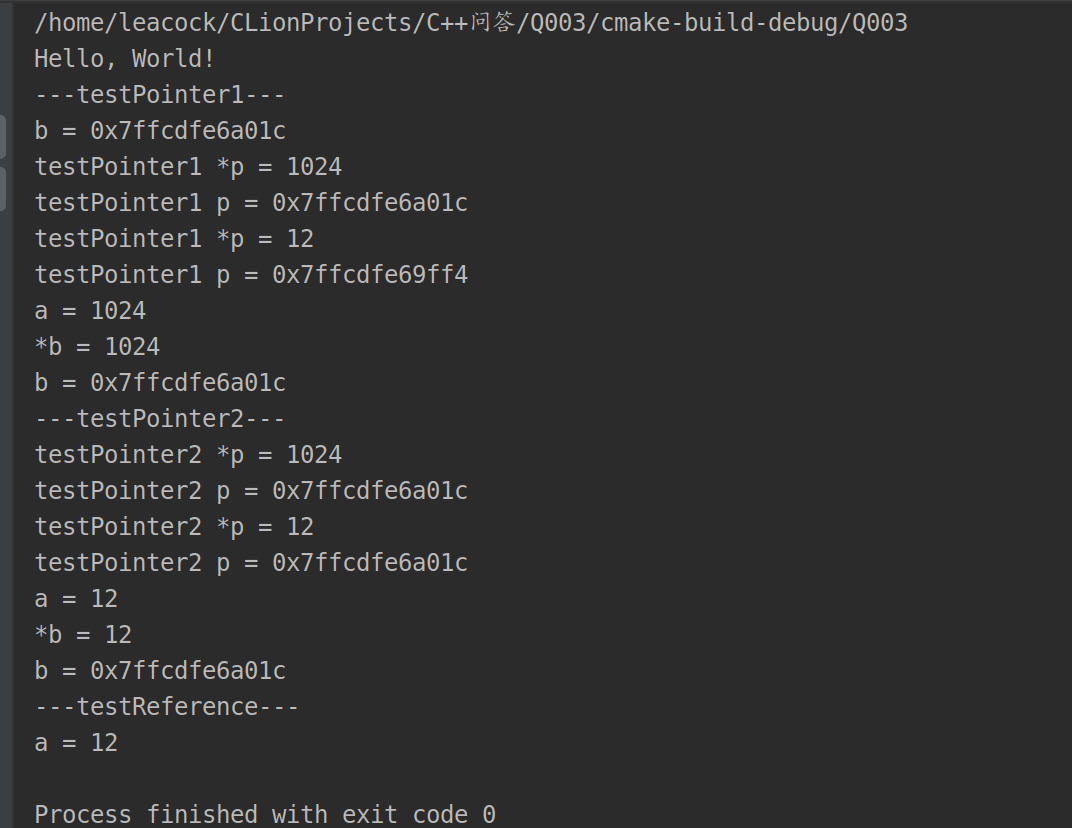 /home/leacock/CLionProjects/C++问答/Q003/cmake-build-debug/Q003
Hello, World!
---testPointer1---
b = 0x7ffcdfe6a01c
testPointer1 *p = 1024
testPointer1 p = 0x7ffcdfe6a01c
testPointer1 *p = 12
testPointer1 p = 0x7ffcdfe69ff4
a = 1024
*b = 1024
b = 0x7ffcdfe6a01c
---testPointer2---
testPointer2 *p = 1024
testPointer2 p = 0x7ffcdfe6a01c
testPointer2 *p = 12
testPointer2 p = 0x7ffcdfe6a01c
a = 12
*b = 12
b = 0x7ffcdfe6a01c
---testReference---
a = 12
Process finished with exit code 0